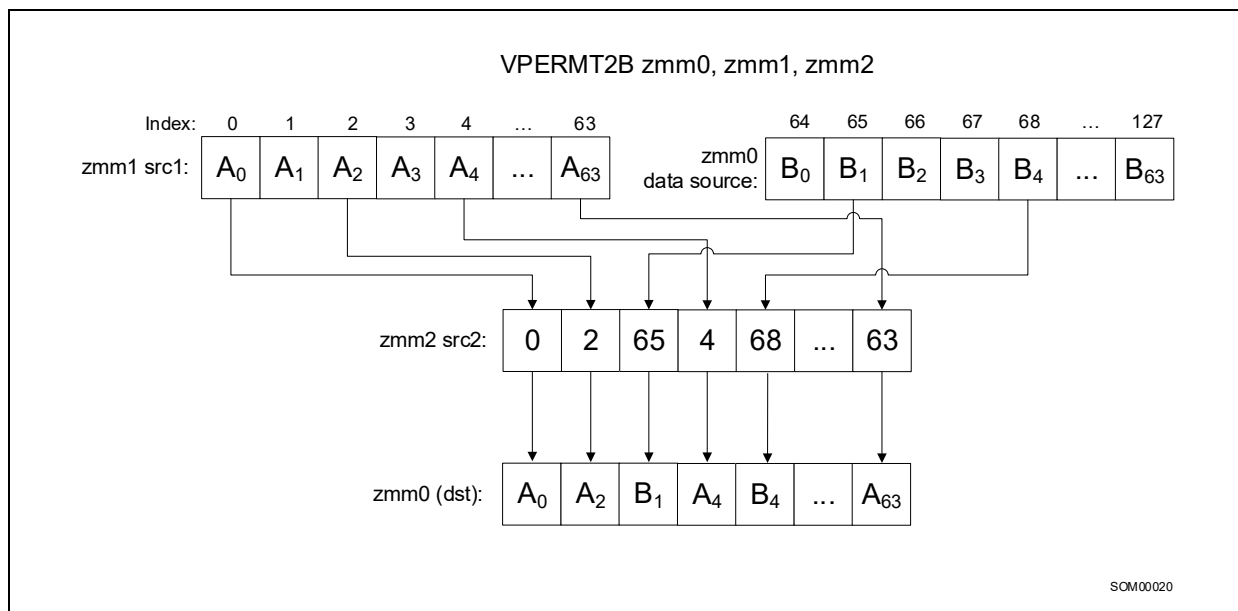 VPERMT2B zmm0, zmm1, zmm2
Index: 0 1 2 3 4 ... 63 64 65 66 67 68 ... 127
zmm1 src1: A0 A1 A2 A3 A4 ... A63
zmm0
data source: B0 B1 B2 B3 B4 ... B63
zmm2 src2: 0 2 65 4 68 ... 63
zmm0 (dst): A0 A2 B1 A4 B4 ... A63
SOM00020